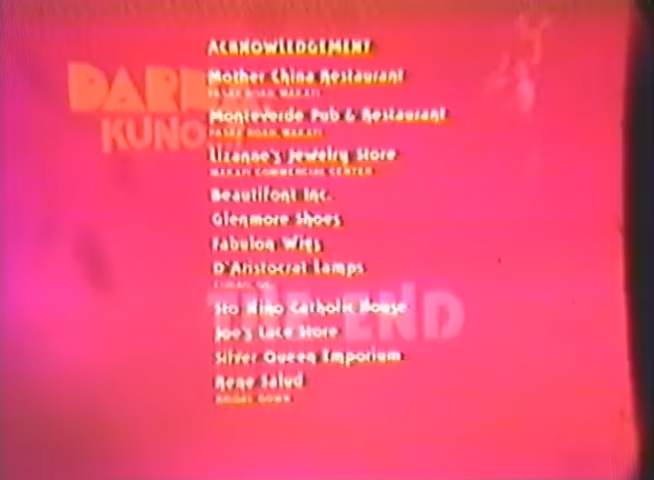 ACKNOWLEDGEMENT
Mother China Restaurant
PASAY ROAD, MAKATI
Monteverde Pub & Restaurant
PASAY ROAD, MAKATI
Lizanne's Jewelry Store
MAKATI COMMERCIAL CENTER
Beautifont Inc.
Glenmore Shoes
Fabulon Wigs
D'Aristocrat Lamps
Sto Niño Catholic House
Joe's Lace Store
Silver Queen Emporium
Rene Salud
BRIDAL GOWN
KUNO
THE END